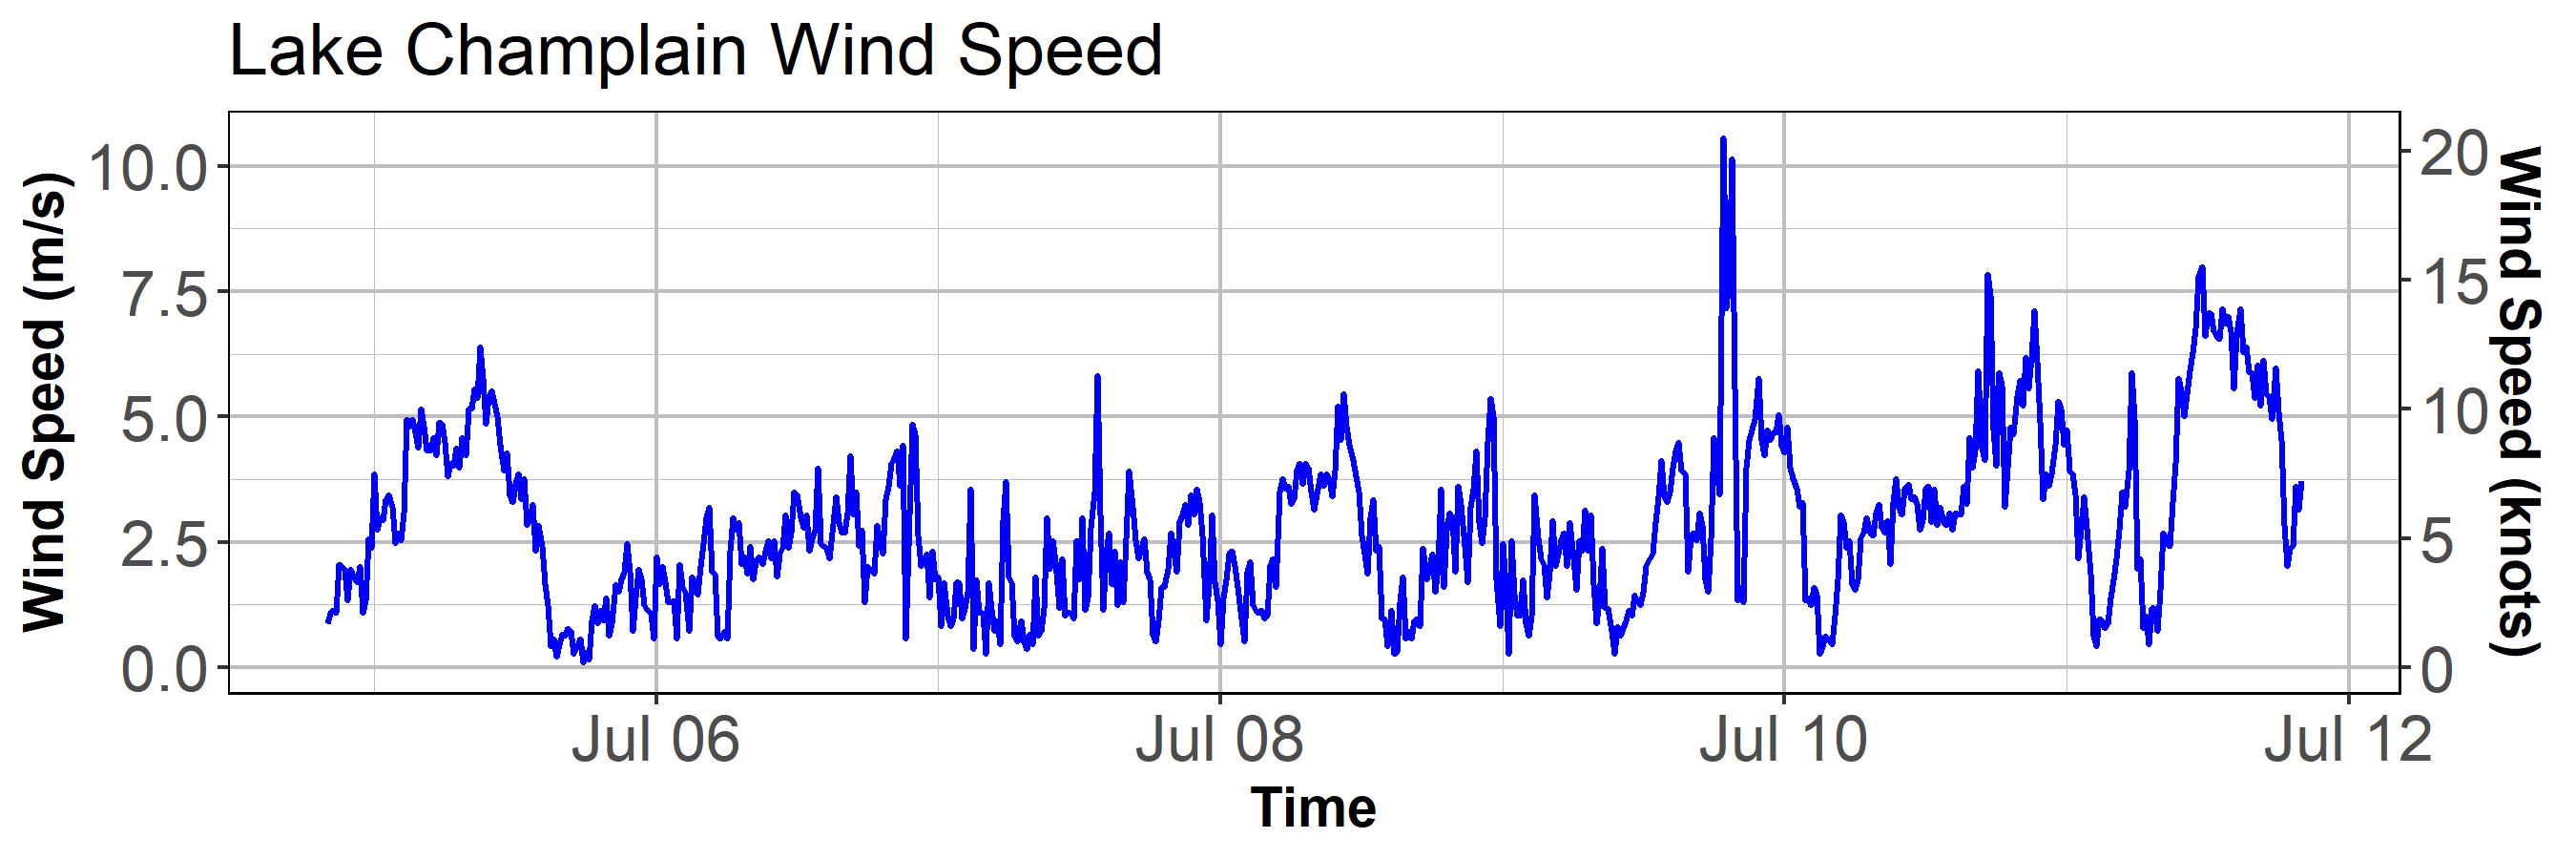 Lake Champlain Wind Speed
Wind Speed (m/s)
10.0
7.5
5.0
2.5
0.0
20
15
10
5
0
Wind Speed (knots)
Jul 06 Jul 08 Jul 10 Jul 12
Time